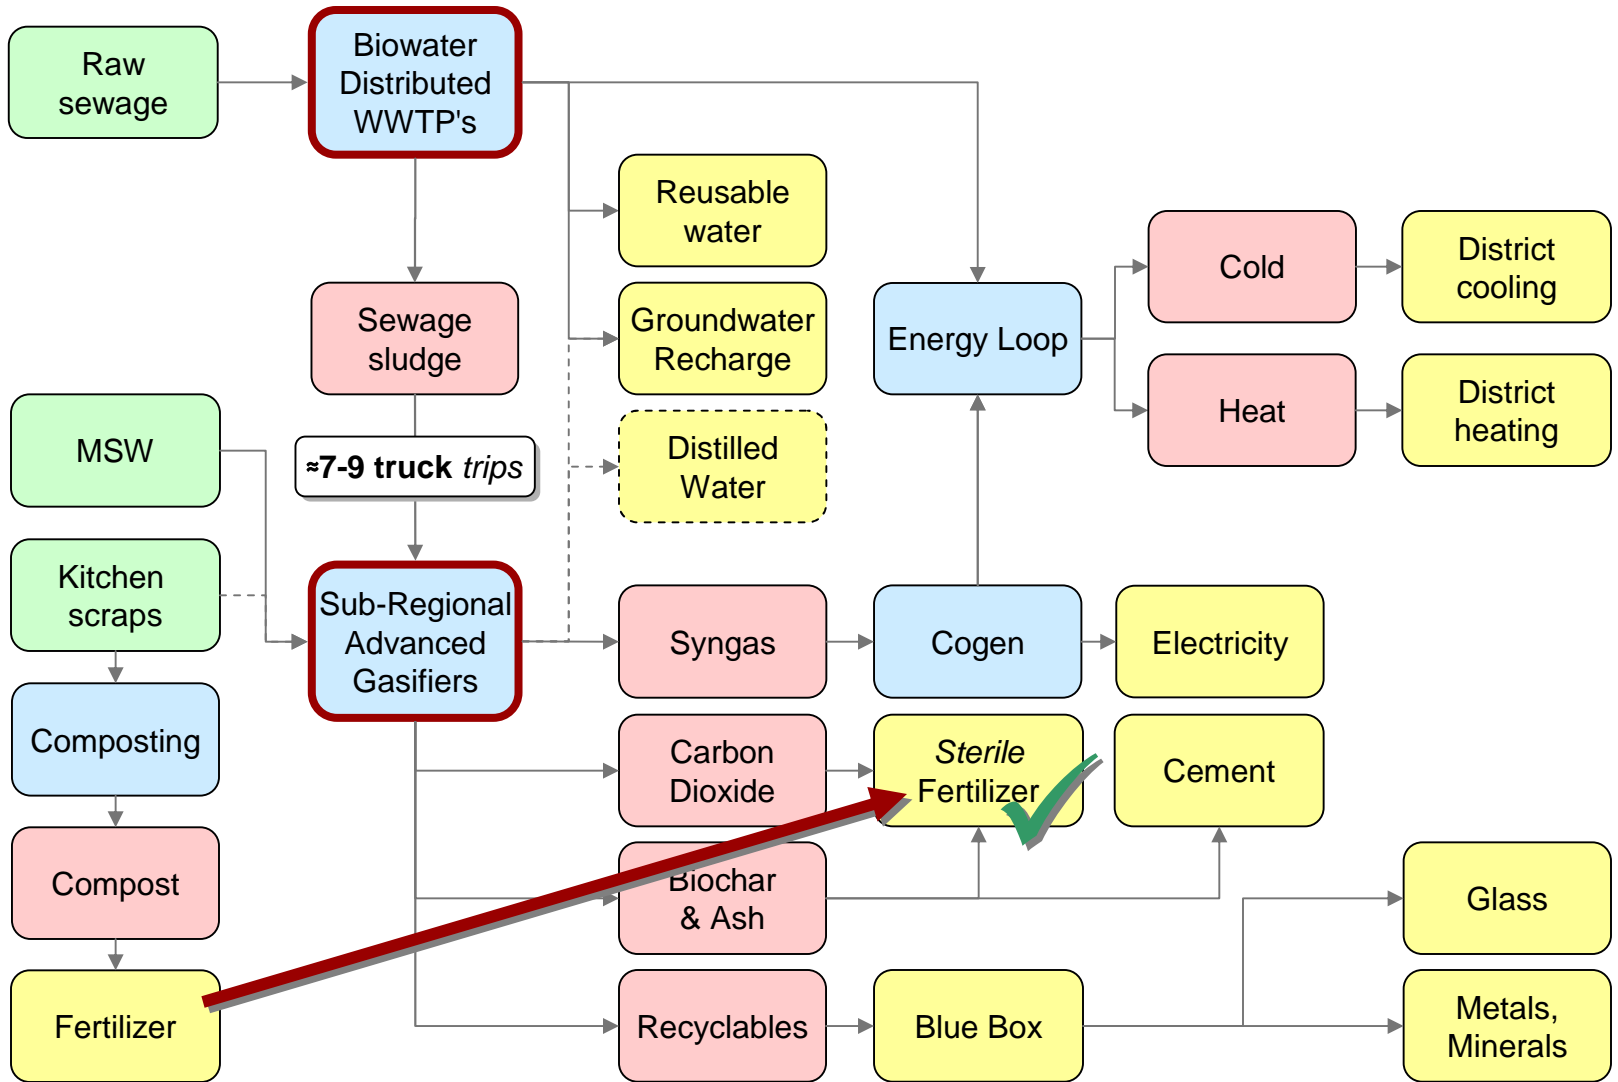 Raw
sewage
Biowater
Distributed
WWTP's
Reusable
water
Cold
District
cooling
Sewage
sludge
Groundwater
Recharge
Energy Loop
Heat
District
heating
MSW
≈7-9 truck trips
Distilled
Water
Kitchen
scraps
Sub-Regional
Advanced
Gasifiers
Syngas
Cogen
Electricity
Composting
Carbon
Dioxide
Sterile
Fertilizer
Cement
Compost
Biochar
& Ash
Glass
Fertilizer
Recyclables
Blue Box
Metals,
Minerals